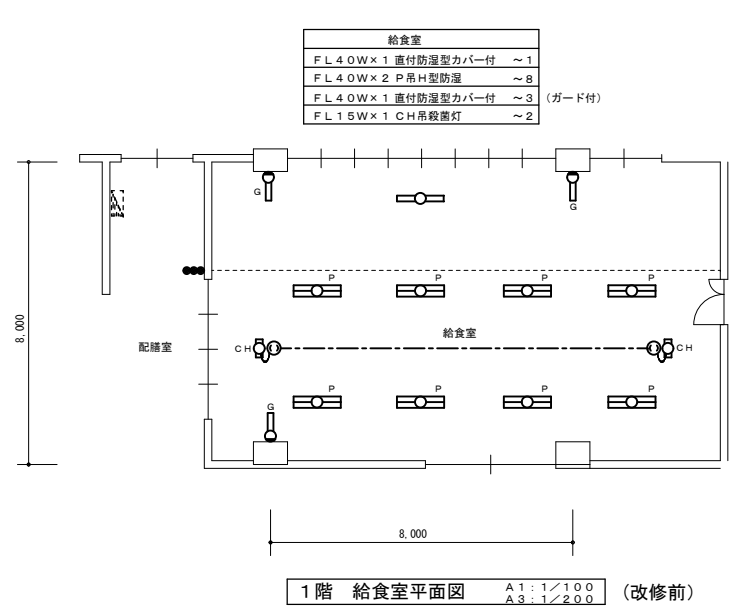 給食室
FL40W×1 直付防湿型カバー付 ～1
FL40W×2 P吊H型防湿 ～8
FL40W×1 直付防湿型カバー付 ～3 (ガード付)
FL15W×1 CH吊殺菌灯 ～2
G
G
P P P P
8,000
配膳室
CH
給食室
CH
P P P P
G
8,000
1階 給食室平面図 A1:1/100 (改修前)
A3:1/200